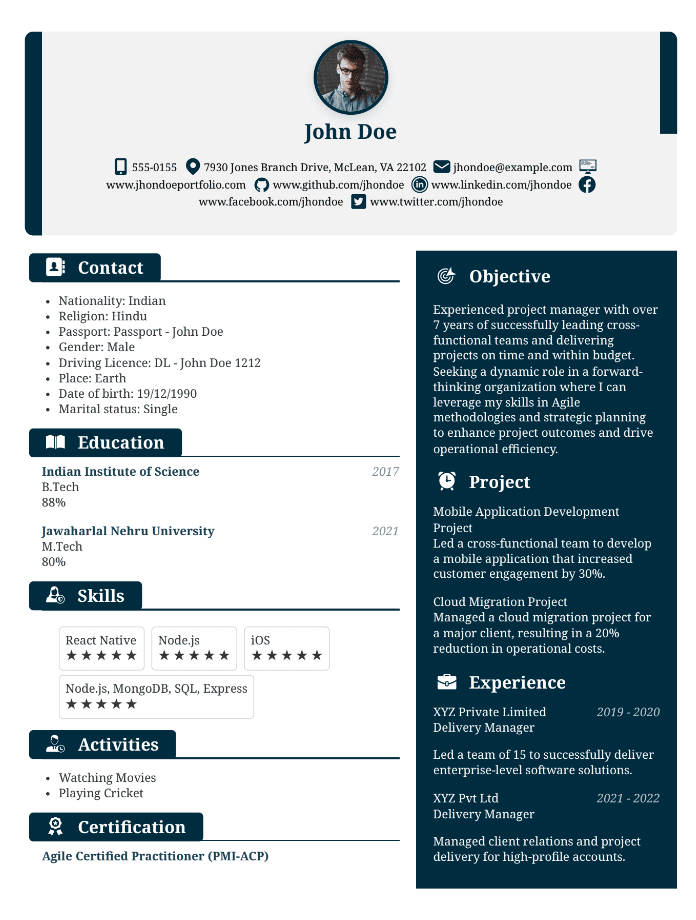 John Doe
555-0155 7930 Jones Branch Drive, McLean, VA 22102 jhondoe@example.com
www.jhondoeportfolio.com www.github.com/jhondoe www.linkedin.com/jhondoe
www.facebook.com/jhondoe www.twitter.com/jhondoe
Contact
• Nationality: Indian
• Religion: Hindu
• Passport: Passport - John Doe
• Gender: Male
• Driving Licence: DL - John Doe 1212
• Place: Earth
• Date of birth: 19/12/1990
• Marital status: Single
Education
Indian Institute of Science 2017
B.Tech
88%
Jawaharlal Nehru University 2021
M.Tech
80%
Skills
React Native Node.js iOS
★★★★★ ★★★★★ ★★★★★
Node.js, MongoDB, SQL, Express
★★★★★
Activities
• Watching Movies
• Playing Cricket
Certification
Agile Certified Practitioner (PMI-ACP)
Objective
Experienced project manager with over
7 years of successfully leading cross-
functional teams and delivering
projects on time and within budget.
Seeking a dynamic role in a forward-
thinking organization where I can
leverage my skills in Agile
methodologies and strategic planning
to enhance project outcomes and drive
operational efficiency.
Project
Mobile Application Development
Project
Led a cross-functional team to develop
a mobile application that increased
customer engagement by 30%.
Cloud Migration Project
Managed a cloud migration project for
a major client, resulting in a 20%
reduction in operational costs.
Experience
XYZ Private Limited 2019 - 2020
Delivery Manager
Led a team of 15 to successfully deliver
enterprise-level software solutions.
XYZ Pvt Ltd 2021 - 2022
Delivery Manager
Managed client relations and project
delivery for high-profile accounts.